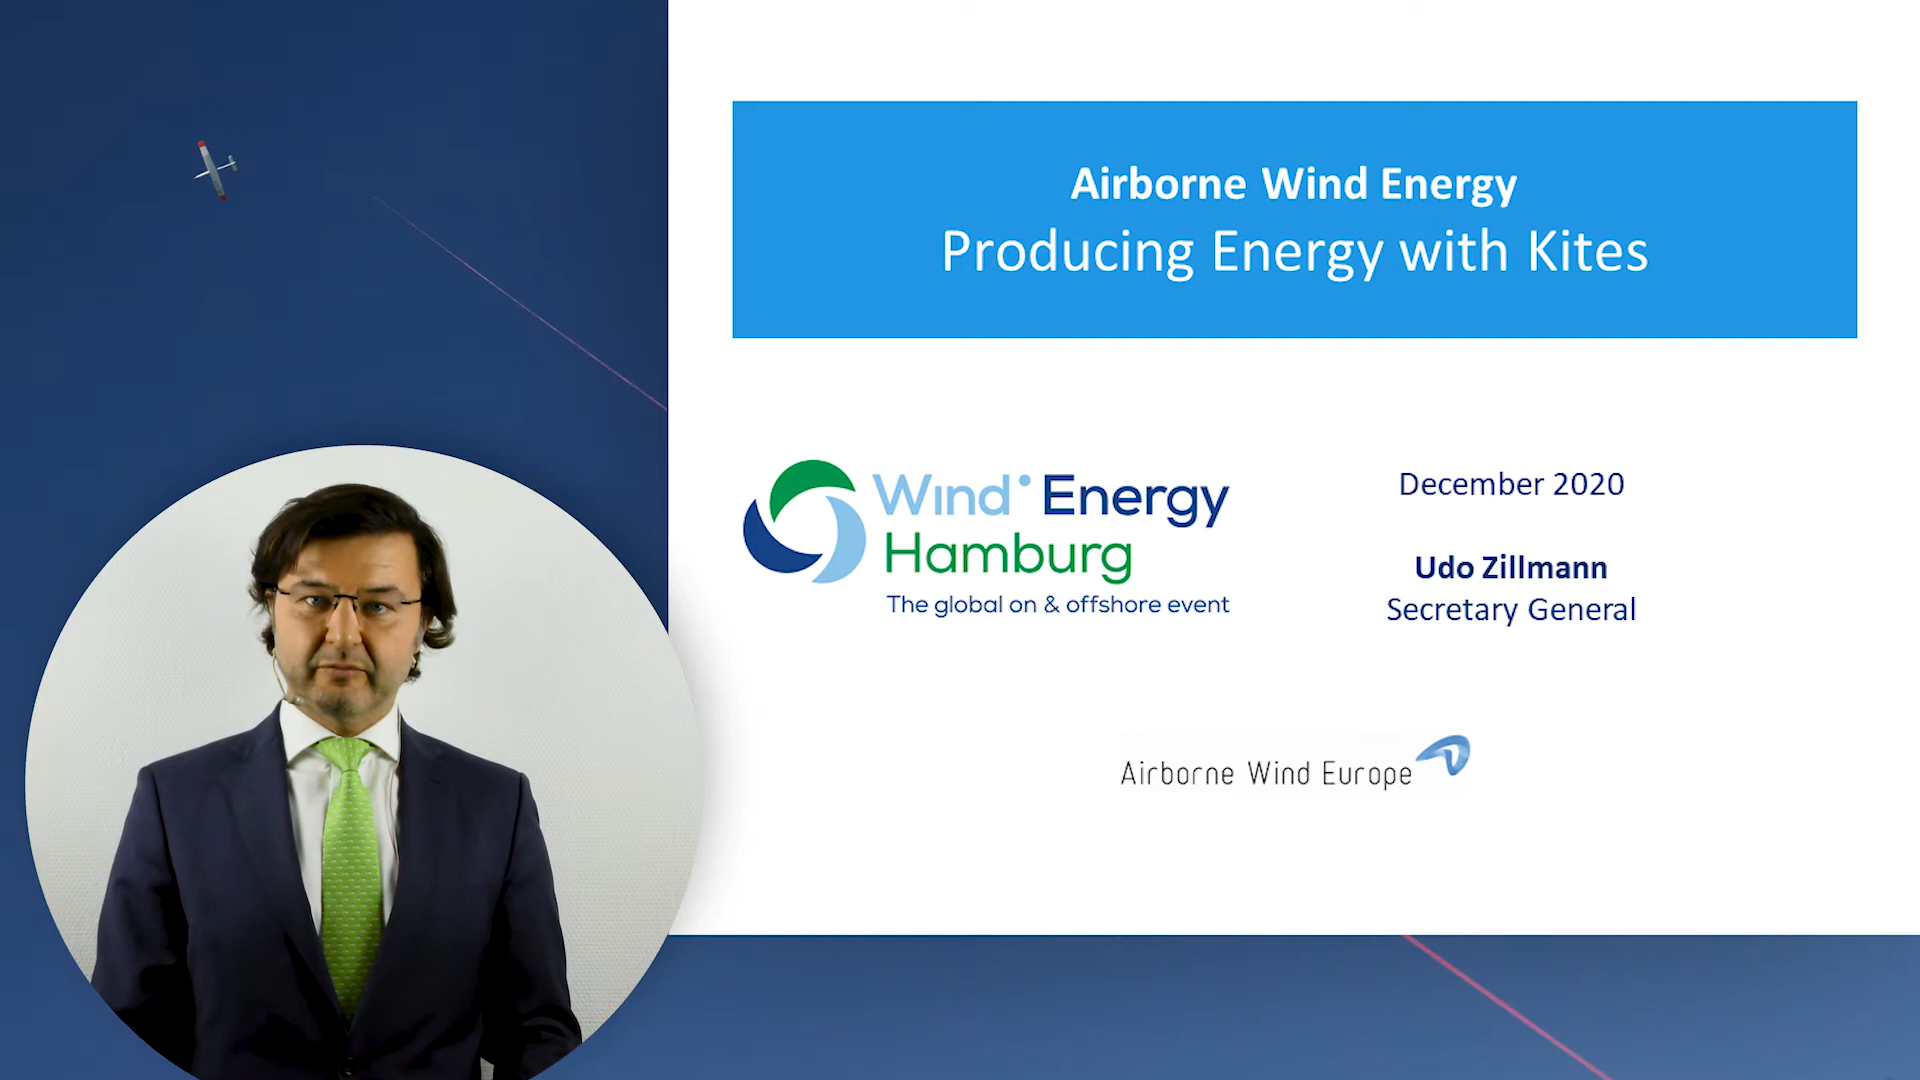 Airborne Wind Energy
Producing Energy with Kites
Wind° Energy
Hamburg
The global on & offshore event
December 2020
Udo Zillmann
Secretary General
Airborne Wind Europe